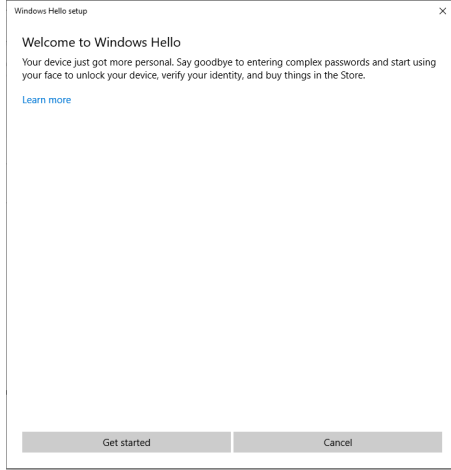 Windows Hello setup
Welcome to Windows Hello
Your device just got more personal. Say goodbye to entering complex passwords and start using
your face to unlock your device, verify your identity, and buy things in the Store.
Learn more
Get started Cancel